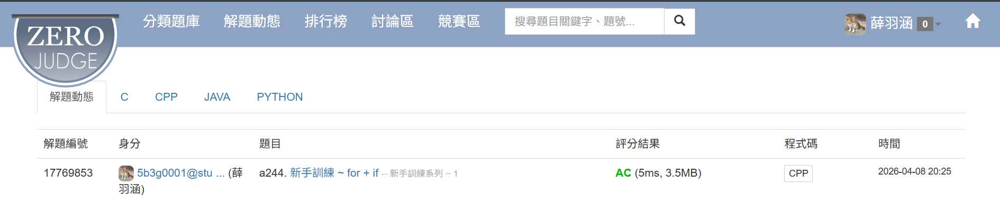 ZERO
JUDGE
分類題庫 解題動態 排行榜 討論區 競賽區 搜尋題目關鍵字、題號... 薛羽涵 0
解題動態 C CPP JAVA PYTHON
解題編號 身分 題目 評分結果 程式碼 時間
17769853 5b3g0001@stu ... (薛 a244. 新手訓練 ~ for + if -- 新手訓練系列 ~ 1 AC (5ms, 3.5MB) CPP 2026-04-08 20:25
羽涵)